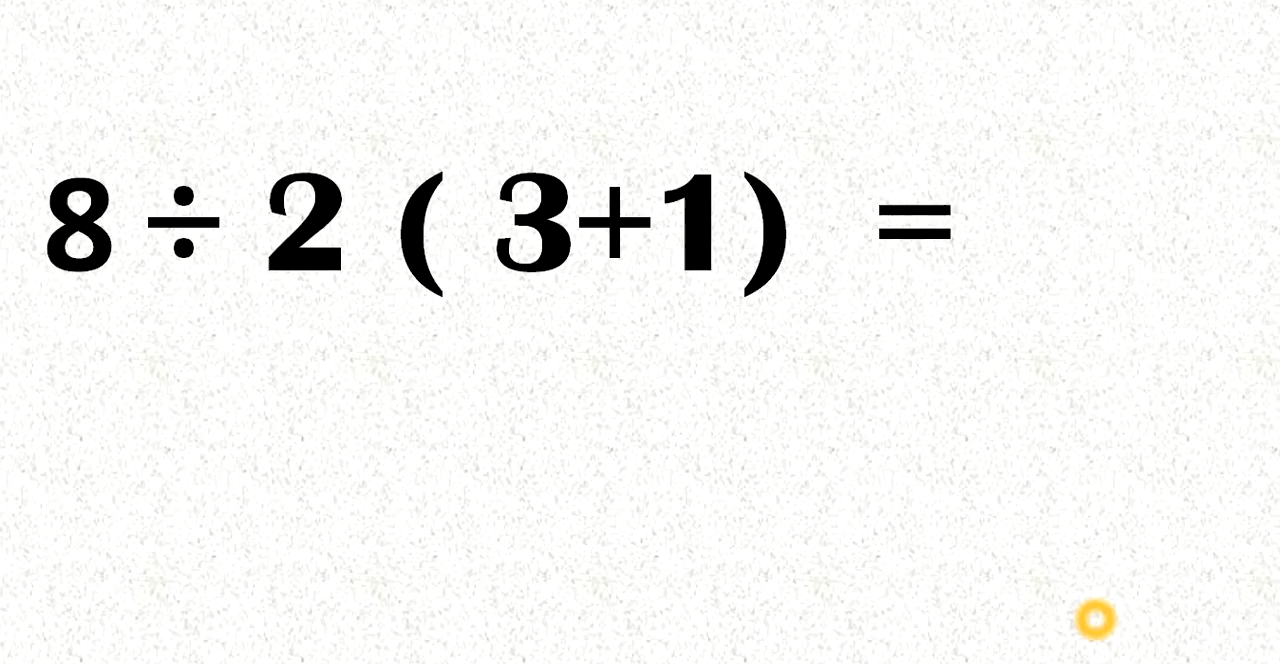 8 ÷ 2 ( 3+1) =